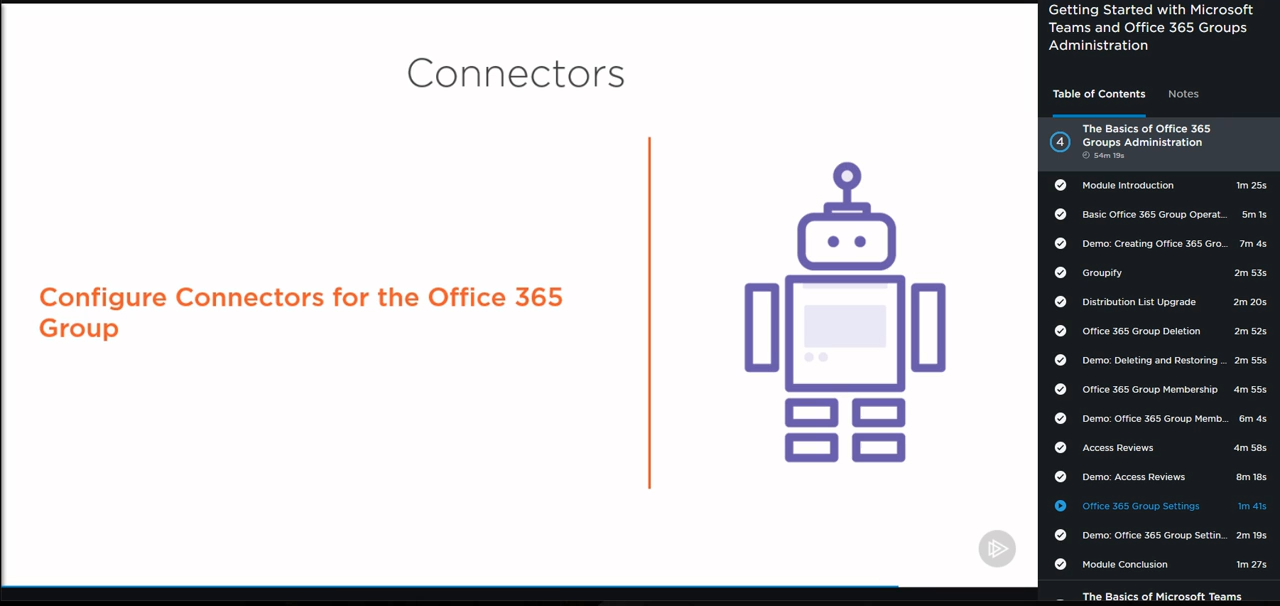 Connectors
Configure Connectors for the Office 365
Group
Getting Started with Microsoft
Teams and Office 365 Groups
Administration
Table of Contents
Notes
4
The Basics of Office 365
Groups Administration
54m 19s
Module Introduction 1m 25s
Basic Office 365 Group Operat... 5m 1s
Demo: Creating Office 365 Gro... 7m 4s
Groupify 2m 53s
Distribution List Upgrade 2m 20s
Office 365 Group Deletion 2m 52s
Demo: Deleting and Restoring ... 2m 55s
Office 365 Group Membership 4m 55s
Demo: Office 365 Group Memb... 6m 4s
Access Reviews 4m 58s
Demo: Access Reviews 8m 18s
Office 365 Group Settings 1m 41s
Demo: Office 365 Group Settin... 2m 19s
Module Conclusion 1m 27s
The Basics of Microsoft Teams